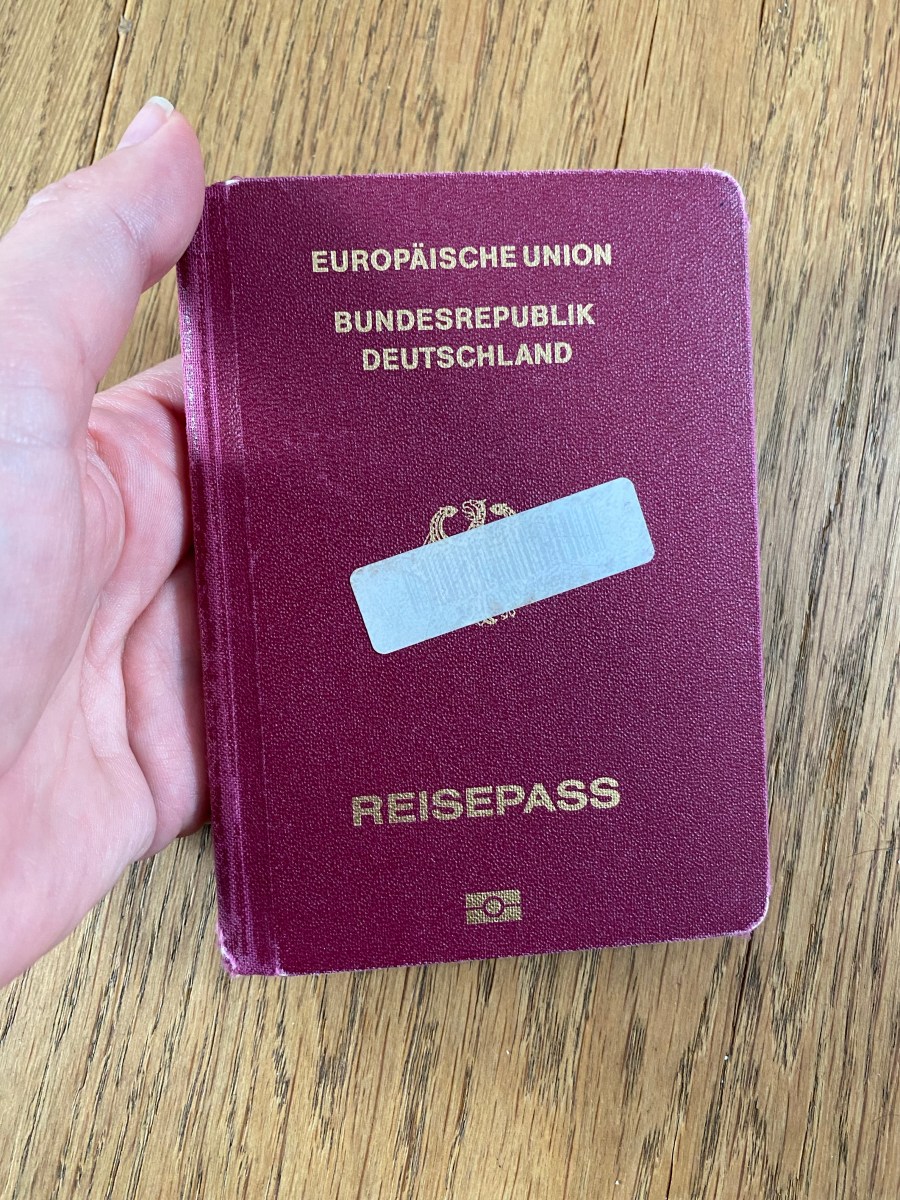 EUROPÄISCHE UNION
BUNDESREPUBLIK
DEUTSCHLAND
REISEPASS